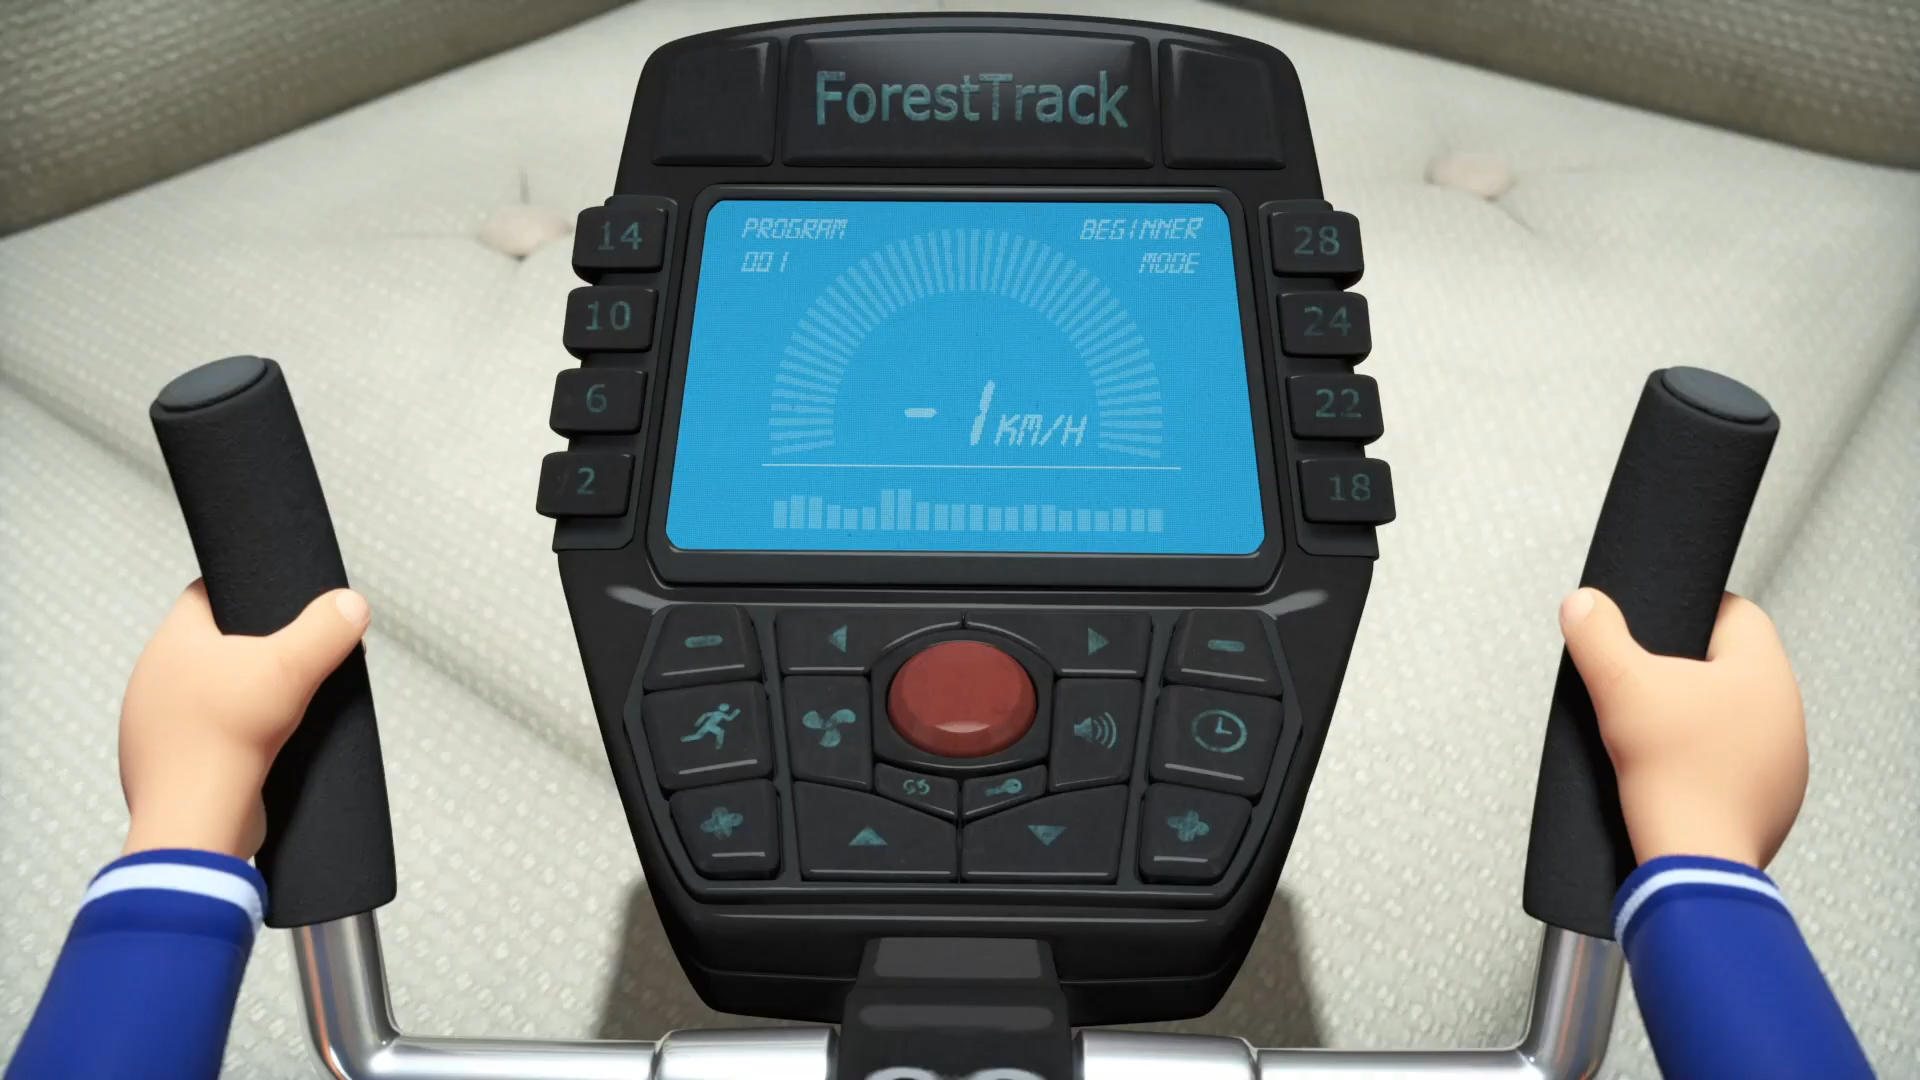 ForestTrack
PROGRAM
001
BEGINNER
MODE
14
10
6
2
28
24
22
18
-1 KM/H